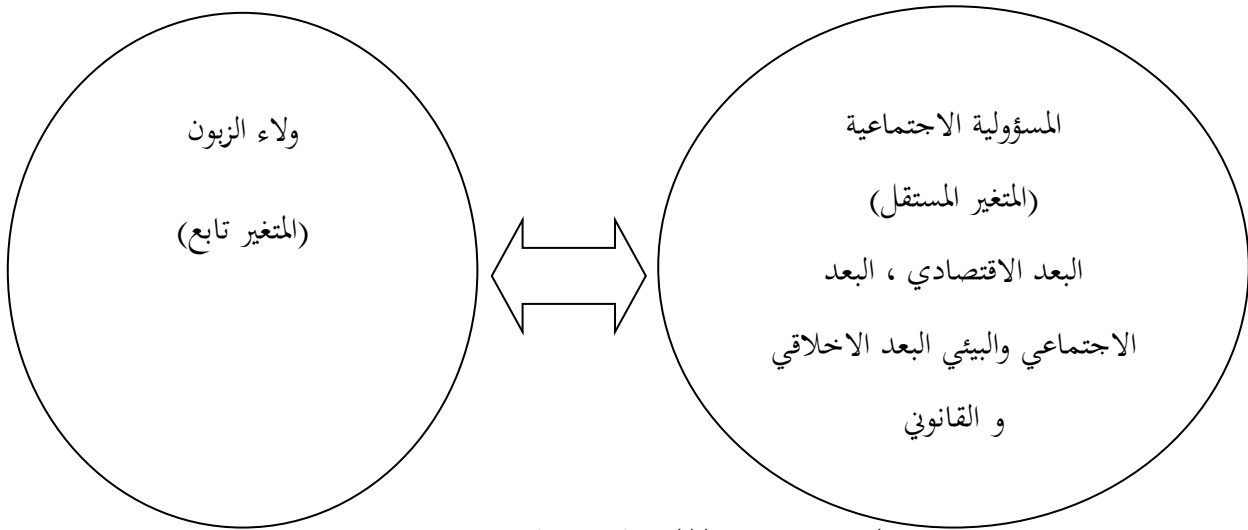 المسؤولية الاجتماعية
(المتغير المستقل)
البعد الاقتصادي ، البعد
الاجتماعي والبيئي البعد الاخلاقي
و القانوني
ولاء الزبون
(المتغير تابع)